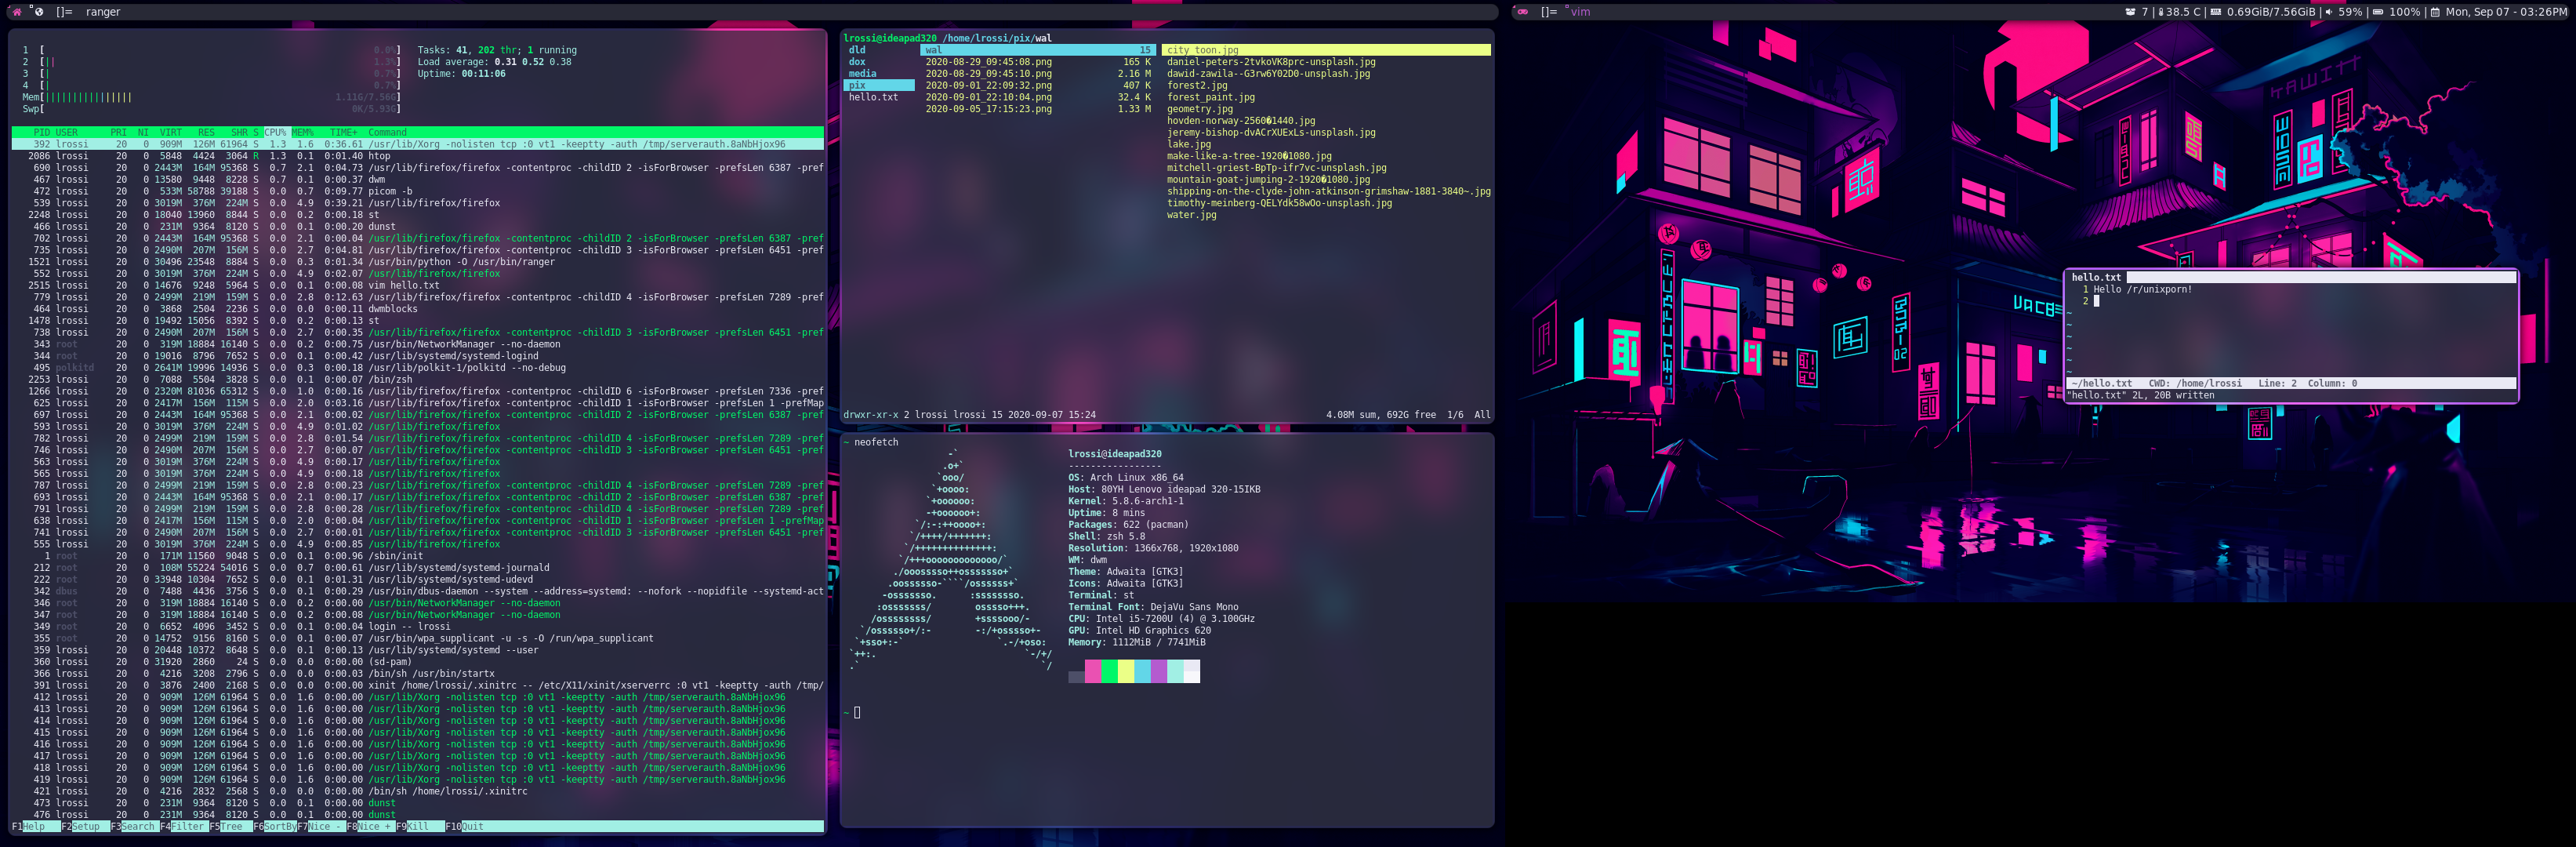 []= ranger
[]= vim
7 | 38.5 C | 0.69GiB/7.56GiB | 59% | 100% | Mon, Sep 07 - 03:26PM
1 [ 0.0%] Tasks: 41, 202 thr; 1 running
2 [|| 1.3%] Load average: 0.31 0.52 0.38
3 [| 0.7%] Uptime: 00:11:06
4 [| 0.7%]
Mem[|||||||||||||||| 1.11G/7.56G]
Swp[ 0K/5.93G]
PID USER PRI NI VIRT RES SHR S CPU% MEM% TIME+ Command
392 lrossi 20 0 909M 126M 61964 S 1.3 1.6 0:36.61 /usr/lib/Xorg -nolisten tcp :0 vt1 -keeptty -auth /tmp/serverauth.8aNbHjox96
2086 lrossi 20 0 5848 4424 3064 R 1.3 0.1 0:01.40 htop
690 lrossi 20 0 2443M 164M 95368 S 0.7 2.1 0:04.73 /usr/lib/firefox/firefox -contentproc -childID 2 -isForBrowser -prefsLen 6387 -pref
467 lrossi 20 0 13580 9448 8228 S 0.7 0.1 0:00.37 dwm
472 lrossi 20 0 533M 58788 39188 S 0.0 0.7 0:09.77 picom -b
539 lrossi 20 0 3019M 376M 224M S 0.0 4.9 0:39.21 /usr/lib/firefox/firefox
2248 lrossi 20 0 18040 13960 8844 S 0.0 0.2 0:00.18 st
466 lrossi 20 0 231M 9364 8120 S 0.0 0.1 0:00.20 dunst
702 lrossi 20 0 2443M 164M 95368 S 0.0 2.1 0:00.04 /usr/lib/firefox/firefox -contentproc -childID 2 -isForBrowser -prefsLen 6387 -pref
735 lrossi 20 0 2490M 207M 156M S 0.0 2.7 0:04.81 /usr/lib/firefox/firefox -contentproc -childID 3 -isForBrowser -prefsLen 6451 -pref
1521 lrossi 20 0 30496 23548 8884 S 0.0 0.3 0:01.34 /usr/bin/python -O /usr/bin/ranger
552 lrossi 20 0 3019M 376M 224M S 0.0 4.9 0:02.07 /usr/lib/firefox/firefox
2515 lrossi 20 0 14676 9248 5964 S 0.0 0.1 0:00.08 vim hello.txt
779 lrossi 20 0 2499M 219M 159M S 0.0 2.8 0:12.63 /usr/lib/firefox/firefox -contentproc -childID 4 -isForBrowser -prefsLen 7289 -pref
464 lrossi 20 0 3868 2504 2236 S 0.0 0.0 0:00.11 dwmblocks
1478 lrossi 20 0 19492 15056 8392 S 0.0 0.2 0:00.13 st
738 lrossi 20 0 2490M 207M 156M S 0.0 2.7 0:00.35 /usr/lib/firefox/firefox -contentproc -childID 3 -isForBrowser -prefsLen 6451 -pref
343 root 20 0 319M 18884 16140 S 0.0 0.2 0:00.75 /usr/bin/NetworkManager --no-daemon
344 root 20 0 19016 8796 7652 S 0.0 0.1 0:00.42 /usr/lib/systemd/systemd-logind
495 polkitd 20 0 2641M 19996 14936 S 0.0 0.3 0:00.18 /usr/lib/polkit-1/polkitd --no-debug
2253 lrossi 20 0 7088 5504 3828 S 0.0 0.1 0:00.07 /bin/zsh
1266 lrossi 20 0 2320M 81036 65312 S 0.0 1.0 0:00.16 /usr/lib/firefox/firefox -contentproc -childID 6 -isForBrowser -prefsLen 7336 -pref
625 lrossi 20 0 2417M 156M 115M S 0.0 2.0 0:03.16 /usr/lib/firefox/firefox -contentproc -childID 1 -isForBrowser -prefsLen 1 -prefMap
697 lrossi 20 0 2443M 164M 95368 S 0.0 2.1 0:00.02 /usr/lib/firefox/firefox -contentproc -childID 2 -isForBrowser -prefsLen 6387 -pref
593 lrossi 20 0 3019M 376M 224M S 0.0 4.9 0:01.02 /usr/lib/firefox/firefox
782 lrossi 20 0 2499M 219M 159M S 0.0 2.8 0:01.54 /usr/lib/firefox/firefox -contentproc -childID 4 -isForBrowser -prefsLen 7289 -pref
746 lrossi 20 0 2490M 207M 156M S 0.0 2.7 0:00.07 /usr/lib/firefox/firefox -contentproc -childID 3 -isForBrowser -prefsLen 6451 -pref
563 lrossi 20 0 3019M 376M 224M S 0.0 4.9 0:00.17 /usr/lib/firefox/firefox
565 lrossi 20 0 3019M 376M 224M S 0.0 4.9 0:00.18 /usr/lib/firefox/firefox
787 lrossi 20 0 2499M 219M 159M S 0.0 2.8 0:00.23 /usr/lib/firefox/firefox -contentproc -childID 4 -isForBrowser -prefsLen 7289 -pref
693 lrossi 20 0 2443M 164M 95368 S 0.0 2.1 0:00.17 /usr/lib/firefox/firefox -contentproc -childID 2 -isForBrowser -prefsLen 6387 -pref
791 lrossi 20 0 2499M 219M 159M S 0.0 2.8 0:00.28 /usr/lib/firefox/firefox -contentproc -childID 4 -isForBrowser -prefsLen 7289 -pref
638 lrossi 20 0 2417M 156M 115M S 0.0 2.0 0:00.04 /usr/lib/firefox/firefox -contentproc -childID 1 -isForBrowser -prefsLen 1 -prefMap
741 lrossi 20 0 2490M 207M 156M S 0.0 2.7 0:00.01 /usr/lib/firefox/firefox -contentproc -childID 3 -isForBrowser -prefsLen 6451 -pref
555 lrossi 20 0 3019M 376M 224M S 0.0 4.9 0:00.85 /usr/lib/firefox/firefox
1 root 20 0 171M 11560 9048 S 0.0 0.1 0:00.96 /sbin/init
212 root 20 0 108M 55224 54016 S 0.0 0.7 0:00.61 /usr/lib/systemd/systemd-journald
222 root 20 0 33948 10304 7652 S 0.0 0.1 0:01.31 /usr/lib/systemd/systemd-udevd
342 dbus 20 0 7488 4436 3756 S 0.0 0.1 0:00.29 /usr/bin/dbus-daemon --system --address=systemd: --nofork --nopidfile --systemd-act
346 root 20 0 319M 18884 16140 S 0.0 0.2 0:00.00 /usr/bin/NetworkManager --no-daemon
347 root 20 0 319M 18884 16140 S 0.0 0.2 0:00.08 /usr/bin/NetworkManager --no-daemon
349 root 20 0 6652 4096 3452 S 0.0 0.1 0:00.04 login -- lrossi
355 root 20 0 14752 9156 8160 S 0.0 0.1 0:00.07 /usr/bin/wpa_supplicant -u -s -O /run/wpa_supplicant
359 lrossi 20 0 20448 10372 8648 S 0.0 0.1 0:00.13 /usr/lib/systemd/systemd --user
360 lrossi 20 0 31920 2860 24 S 0.0 0.0 0:00.00 (sd-pam)
366 lrossi 20 0 4216 3208 2796 S 0.0 0.0 0:00.03 /bin/sh /usr/bin/startx
391 lrossi 20 0 3876 2400 2168 S 0.0 0.0 0:00.00 xinit /home/lrossi/.xinitrc -- /etc/X11/xinit/xserverrc :0 vt1 -keeptty -auth /tmp/
412 lrossi 20 0 909M 126M 61964 S 0.0 1.6 0:00.00 /usr/lib/Xorg -nolisten tcp :0 vt1 -keeptty -auth /tmp/serverauth.8aNbHjox96
413 lrossi 20 0 909M 126M 61964 S 0.0 1.6 0:00.00 /usr/lib/Xorg -nolisten tcp :0 vt1 -keeptty -auth /tmp/serverauth.8aNbHjox96
414 lrossi 20 0 909M 126M 61964 S 0.0 1.6 0:00.00 /usr/lib/Xorg -nolisten tcp :0 vt1 -keeptty -auth /tmp/serverauth.8aNbHjox96
415 lrossi 20 0 909M 126M 61964 S 0.0 1.6 0:00.00 /usr/lib/Xorg -nolisten tcp :0 vt1 -keeptty -auth /tmp/serverauth.8aNbHjox96
416 lrossi 20 0 909M 126M 61964 S 0.0 1.6 0:00.00 /usr/lib/Xorg -nolisten tcp :0 vt1 -keeptty -auth /tmp/serverauth.8aNbHjox96
417 lrossi 20 0 909M 126M 61964 S 0.0 1.6 0:00.00 /usr/lib/Xorg -nolisten tcp :0 vt1 -keeptty -auth /tmp/serverauth.8aNbHjox96
418 lrossi 20 0 909M 126M 61964 S 0.0 1.6 0:00.00 /usr/lib/Xorg -nolisten tcp :0 vt1 -keeptty -auth /tmp/serverauth.8aNbHjox96
419 lrossi 20 0 909M 126M 61964 S 0.0 1.6 0:00.00 /usr/lib/Xorg -nolisten tcp :0 vt1 -keeptty -auth /tmp/serverauth.8aNbHjox96
421 lrossi 20 0 4216 2832 2568 S 0.0 0.0 0:00.00 /bin/sh /home/lrossi/.xinitrc
473 lrossi 20 0 231M 9364 8120 S 0.0 0.1 0:00.00 dunst
476 lrossi 20 0 231M 9364 8120 S 0.0 0.1 0:00.00 dunst
F1Help F2Setup F3Search F4Filter F5Tree F6SortBy F7Nice - F8Nice + F9Kill F10Quit
lrossi@ideapad320 /home/lrossi/pix/wal
dld wal 15 city toon.jpg
dox 2020-08-29_09:45:08.png 165 K daniel-peters-2tvkoVK8prc-unsplash.jpg
media 2020-08-29_09:45:10.png 2.16 M dawid-zawila--G3rw6Y02D0-unsplash.jpg
pix 2020-09-01_22:09:32.png 407 K forest2.jpg
hello.txt 2020-09-01_22:10:04.png 32.4 K forest_paint.jpg
2020-09-05_17:15:23.png 1.33 M geometry.jpg
hovden-norway-2560�1440.jpg
jeremy-bishop-dvACrXUExLs-unsplash.jpg
lake.jpg
make-like-a-tree-1920�1080.jpg
mitchell-griest-BpTp-ifr7vc-unsplash.jpg
mountain-goat-jumping-2-1920�1080.jpg
shipping-on-the-clyde-john-atkinson-grimshaw-1881-3840~.jpg
timothy-meinberg-QELYdk58wOo-unsplash.jpg
water.jpg
drwxr-xr-x 2 lrossi lrossi 15 2020-09-07 15:24 4.08M sum, 692G free 1/6 All
~ neofetch
lrossi@ideapad320
-----------------
OS: Arch Linux x86_64
Host: 80YH Lenovo ideapad 320-15IKB
Kernel: 5.8.6-arch1-1
Uptime: 8 mins
Packages: 622 (pacman)
Shell: zsh 5.8
Resolution: 1366x768, 1920x1080
WM: dwm
Theme: Adwaita [GTK3]
Icons: Adwaita [GTK3]
Terminal: st
Terminal Font: DejaVu Sans Mono
CPU: Intel i5-7200U (4) @ 3.100GHz
GPU: Intel HD Graphics 620
Memory: 1112MiB / 7741MiB
~
hello.txt
1 Hello /r/unixporn!
2
~
~
~
~
~
~
~/hello.txt CWD: /home/lrossi Line: 2 Column: 0
"hello.txt" 2L, 20B written